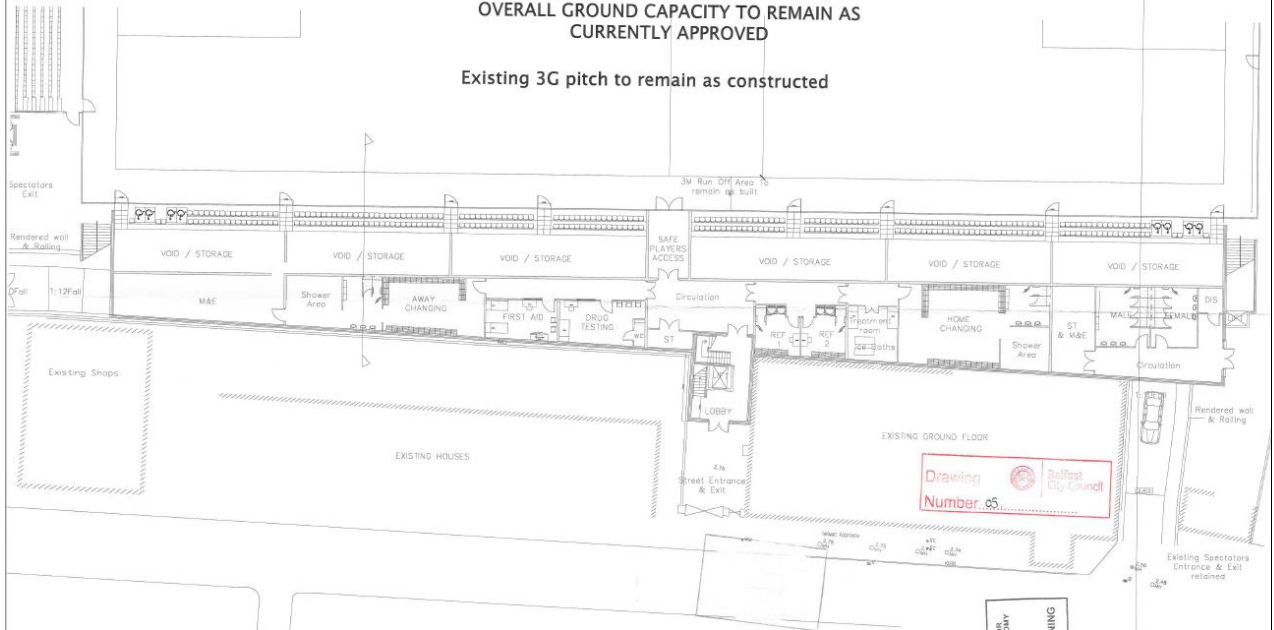 OVERALL GROUND CAPACITY TO REMAIN AS
CURRENTLY APPROVED
Existing 3G pitch to remain as constructed
Spectators
Exit
3M Run Off Area To
remain as built
Rendered wall
& Railing
VOID / STORAGE
VOID / STORAGE
VOID / STORAGE
SAFE
PLAYERS
ACCESS
VOID / STORAGE
VOID / STORAGE
VOID / STORAGE
1:12Fall
M&E
Shower
Area
AWAY
CHANGING
FIRST AID
DRUG
TESTING
ST
Circulation
REF
1
REF
2
Treatment
room
Ice Baths
HOME
CHANGING
Shower
Area
ST
& M&E
MALE
FEMALE
DIS
Circulation
Existing Shops
EXISTING HOUSES
LOBBY
EXISTING GROUND FLOOR
Rendered wall
& Railing
Street Entrance
& Exit
Drawing
Number 05
Belfast
City Council
Existing Spectators
Entrance & Exit
retained